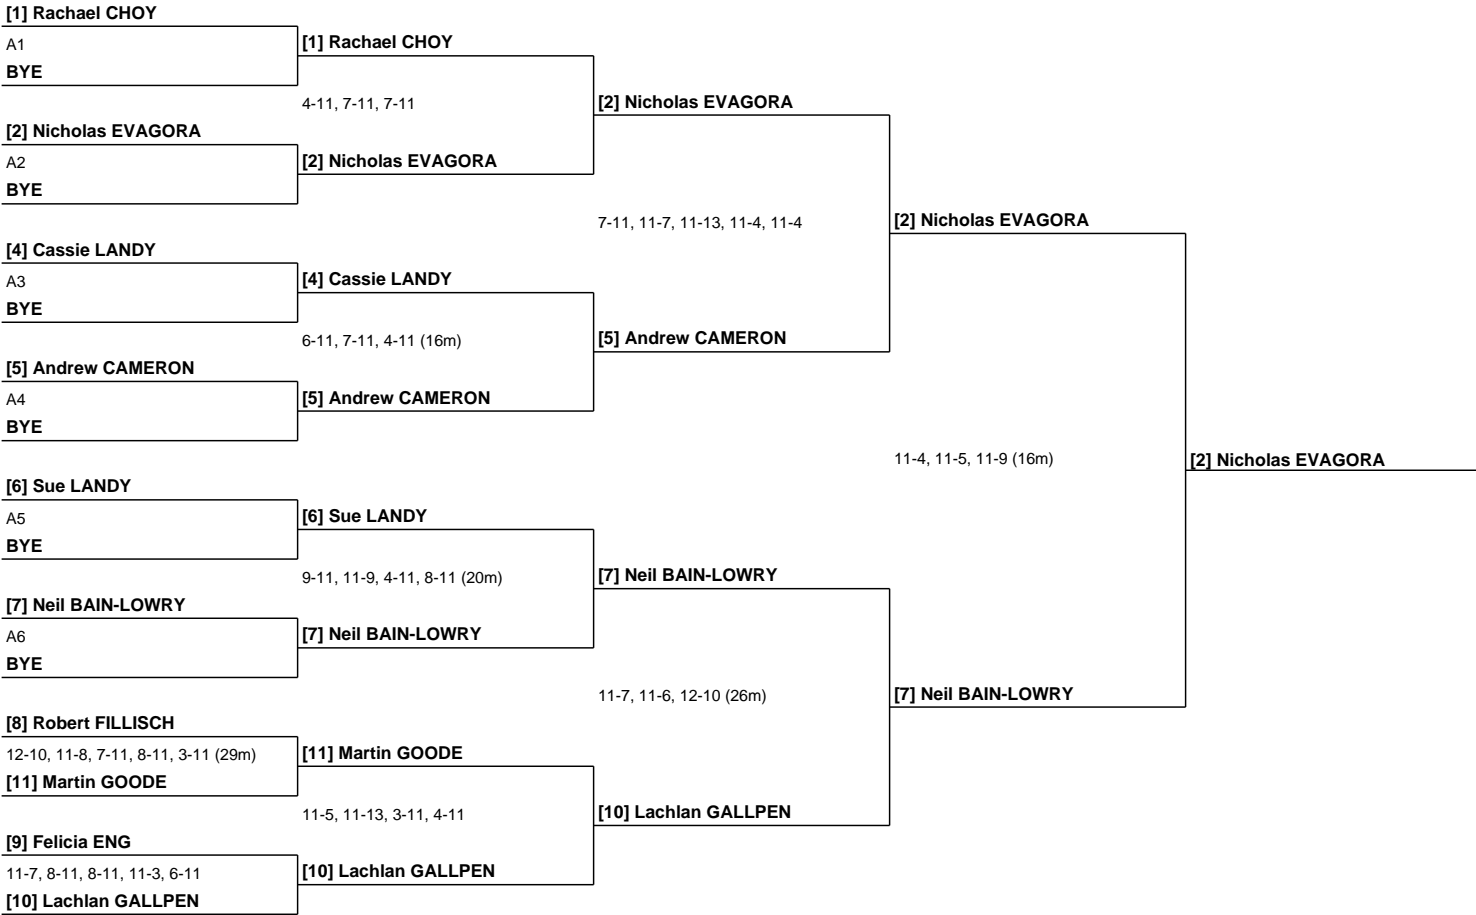 [1] Rachael CHOY
A1
BYE
[2] Nicholas EVAGORA
A2
BYE
[4] Cassie LANDY
A3
BYE
[5] Andrew CAMERON
A4
BYE
[6] Sue LANDY
A5
BYE
[7] Neil BAIN-LOWRY
A6
BYE
[8] Robert FILLISCH
12-10, 11-8, 7-11, 8-11, 3-11 (29m)
[11] Martin GOODE
[9] Felicia ENG
11-7, 8-11, 8-11, 11-3, 6-11
[10] Lachlan GALLPEN
[1] Rachael CHOY
4-11, 7-11, 7-11
[2] Nicholas EVAGORA
[4] Cassie LANDY
6-11, 7-11, 4-11 (16m)
[5] Andrew CAMERON
[6] Sue LANDY
9-11, 11-9, 4-11, 8-11 (20m)
[7] Neil BAIN-LOWRY
[11] Martin GOODE
11-5, 11-13, 3-11, 4-11
[10] Lachlan GALLPEN
[2] Nicholas EVAGORA
7-11, 11-7, 11-13, 11-4, 11-4
[5] Andrew CAMERON
[7] Neil BAIN-LOWRY
11-7, 11-6, 12-10 (26m)
[10] Lachlan GALLPEN
[2] Nicholas EVAGORA
11-4, 11-5, 11-9 (16m)
[7] Neil BAIN-LOWRY
[2] Nicholas EVAGORA